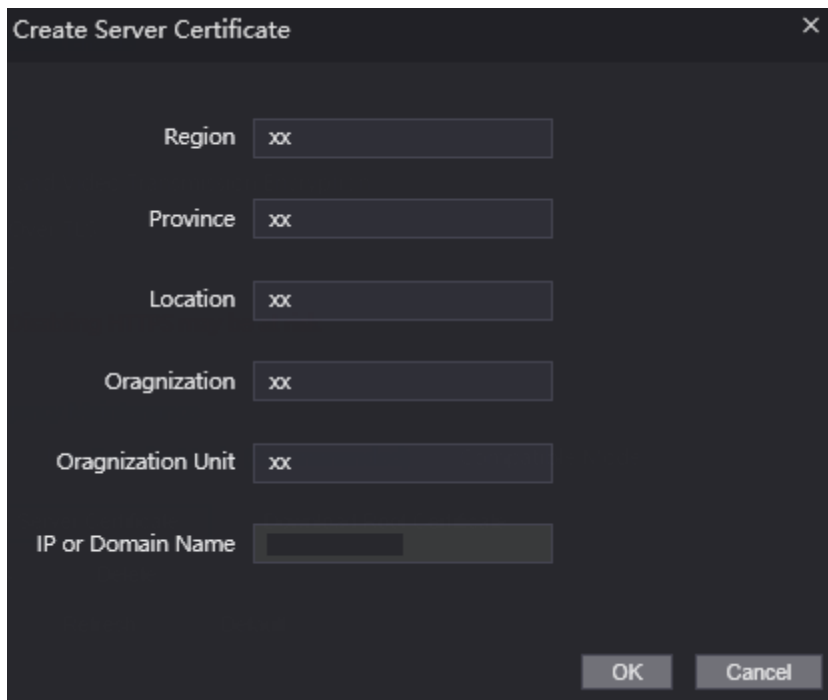 Create Server Certificate
Region xx
Province xx
Location xx
Oragnization xx
Oragnization Unit xx
IP or Domain Name
OK Cancel